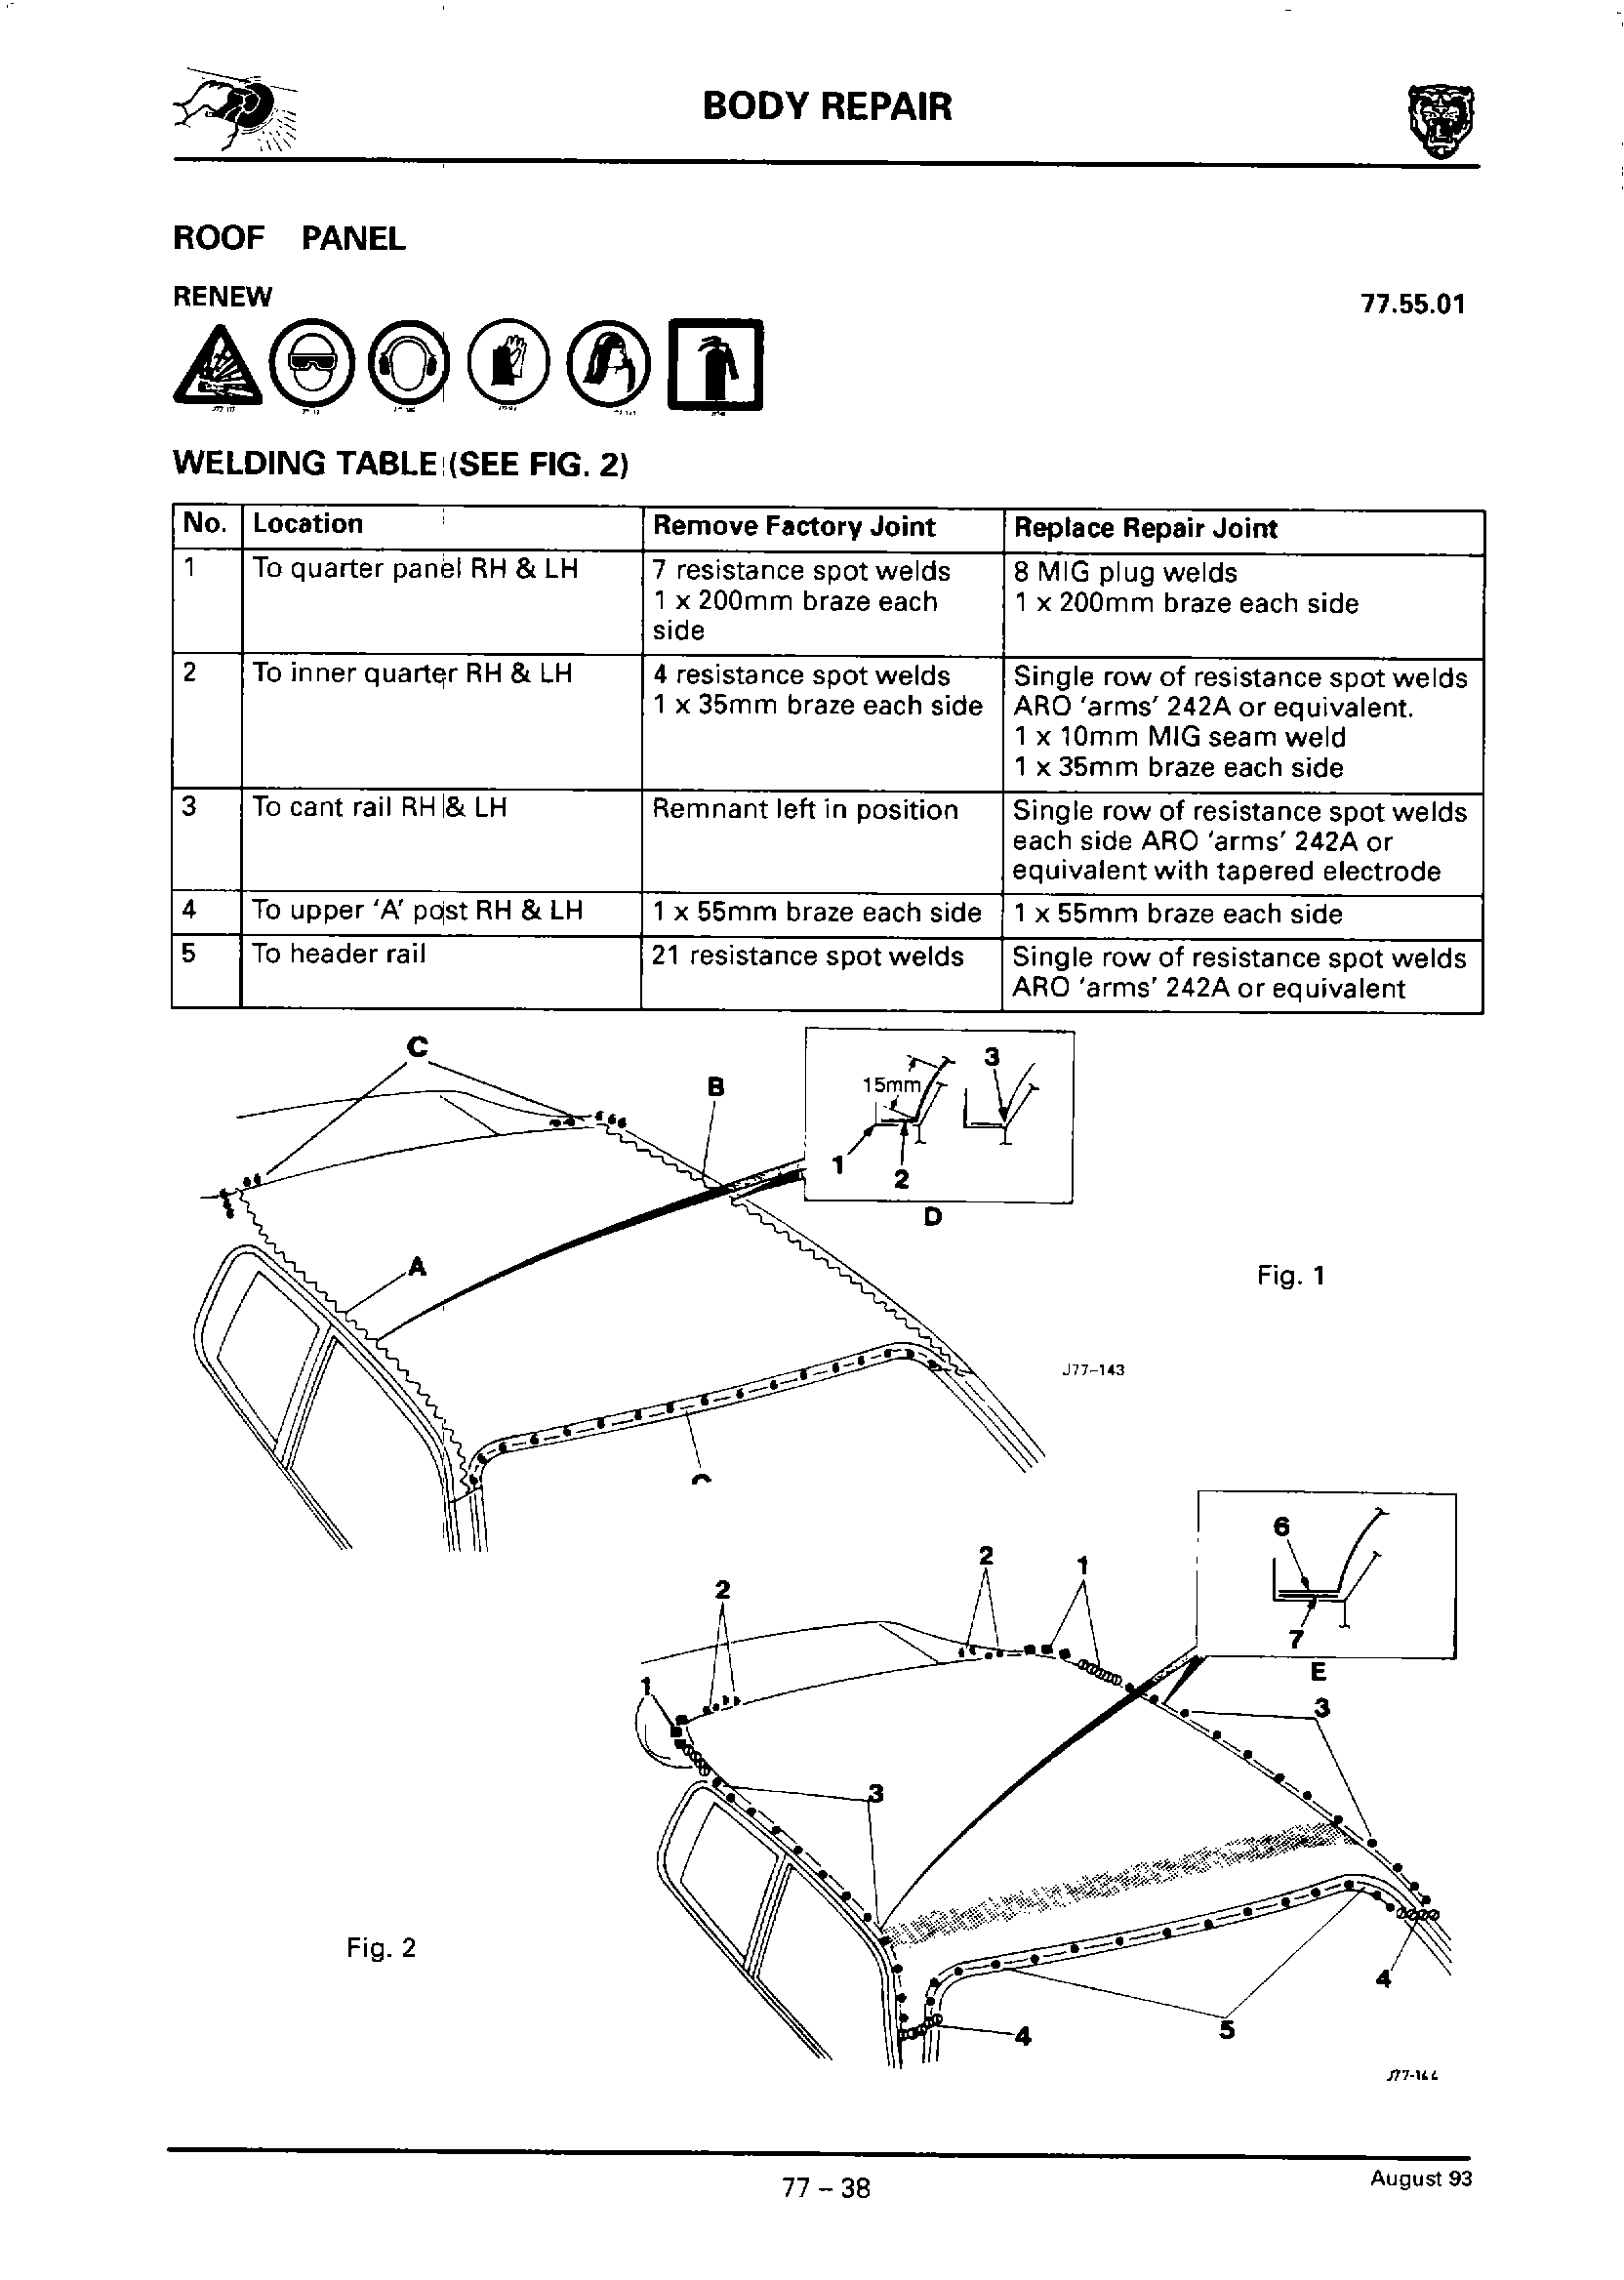 BODY REPAIR
ROOF PANEL
RENEW
77.55.01
WELDING TABLE (SEE FIG. 2)
No. Location Remove Factory Joint Replace Repair Joint
1 To quarter panel RH & LH 7 resistance spot welds 8 MIG plug welds
1 x 200mm braze each 1 x 200mm braze each side
side
2 To inner quarter RH & LH 4 resistance spot welds Single row of resistance spot welds
1 x 35mm braze each side ARO 'arms' 242A or equivalent.
1 x 10mm MIG seam weld
1 x 35mm braze each side
3 To cant rail RH & LH Remnant left in position Single row of resistance spot welds
each side ARO 'arms' 242A or
equivalent with tapered electrode
4 To upper 'A' post RH & LH 1 x 55mm braze each side 1 x 55mm braze each side
5 To header rail 21 resistance spot welds Single row of resistance spot welds
ARO 'arms' 242A or equivalent
C
B
15mm
3
1
2
D
A
Fig. 1
J77-143
6
7
E
2
2
1
1
3
3
Fig. 2
4
4
5
J77-144
77 – 38
August 93